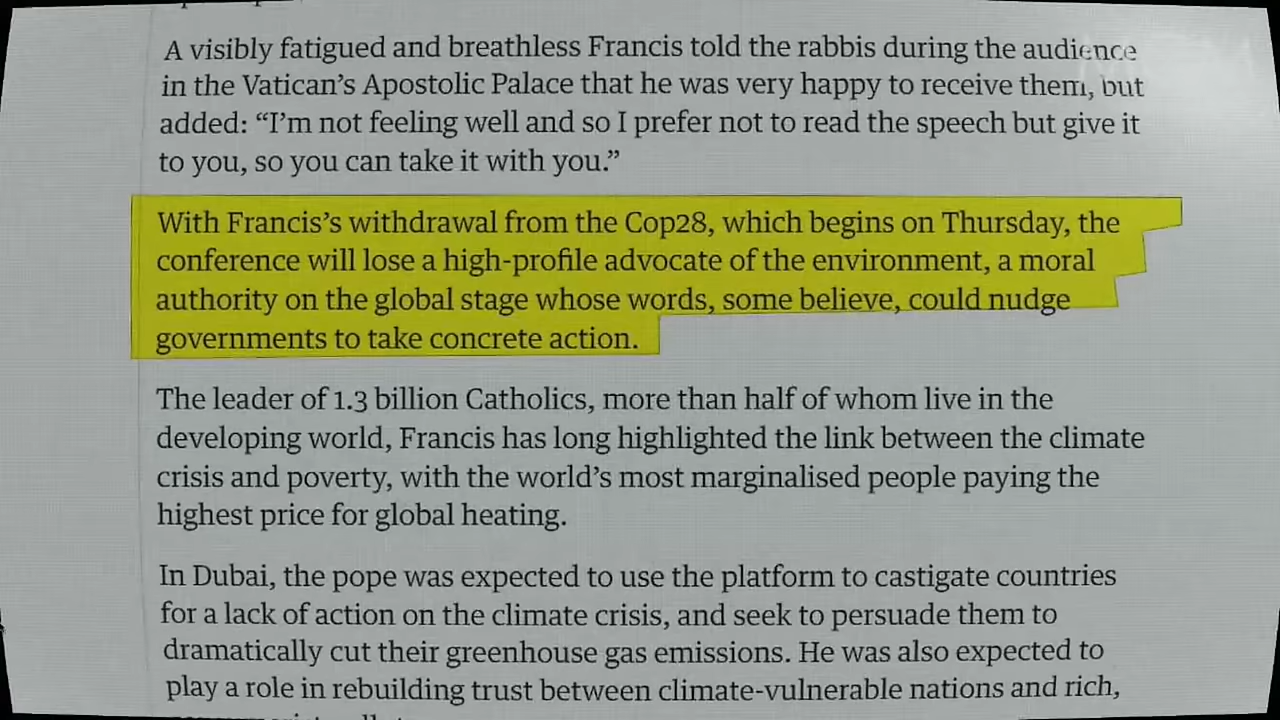 A visibly fatigued and breathless Francis told the rabbis during the audience
in the Vatican’s Apostolic Palace that he was very happy to receive them, but
added: “I’m not feeling well and so I prefer not to read the speech but give it
to you, so you can take it with you.”
With Francis’s withdrawal from the Cop28, which begins on Thursday, the
conference will lose a high-profile advocate of the environment, a moral
authority on the global stage whose words, some believe, could nudge
governments to take concrete action.
The leader of 1.3 billion Catholics, more than half of whom live in the
developing world, Francis has long highlighted the link between the climate
crisis and poverty, with the world’s most marginalised people paying the
highest price for global heating.
In Dubai, the pope was expected to use the platform to castigate countries
for a lack of action on the climate crisis, and seek to persuade them to
dramatically cut their greenhouse gas emissions. He was also expected to
play a role in rebuilding trust between climate-vulnerable nations and rich,